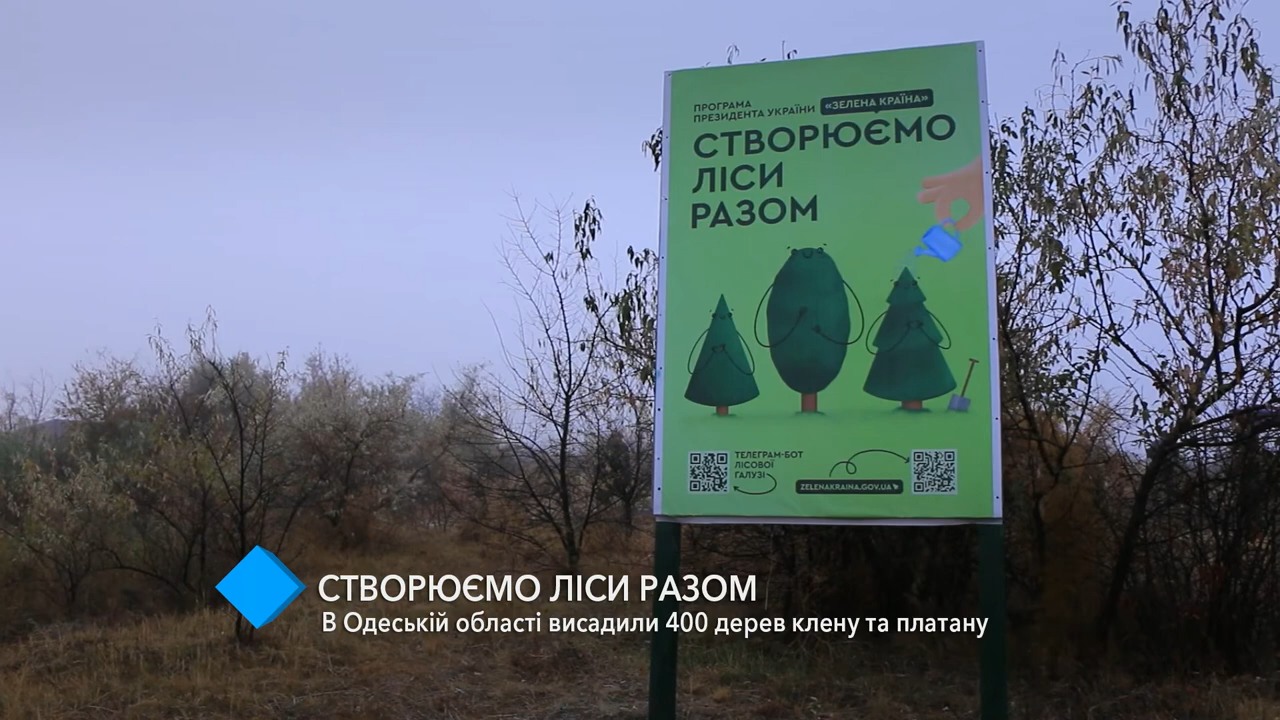 ПРОГРАМА
ПРЕЗИДЕНТА УКРАЇНИ «ЗЕЛЕНА КРАЇНА»
СТВОРЮЄМО
ЛІСИ
РАЗОМ
ТЕЛЕГРАМ-БОТ
ЛІСОВОЇ
ГАЛУЗІ
ZELENAKRAINA.GOV.UA
СТВОРЮЄМО ЛІСИ РАЗОМ
В Одеській області висадили 400 дерев клену та платану